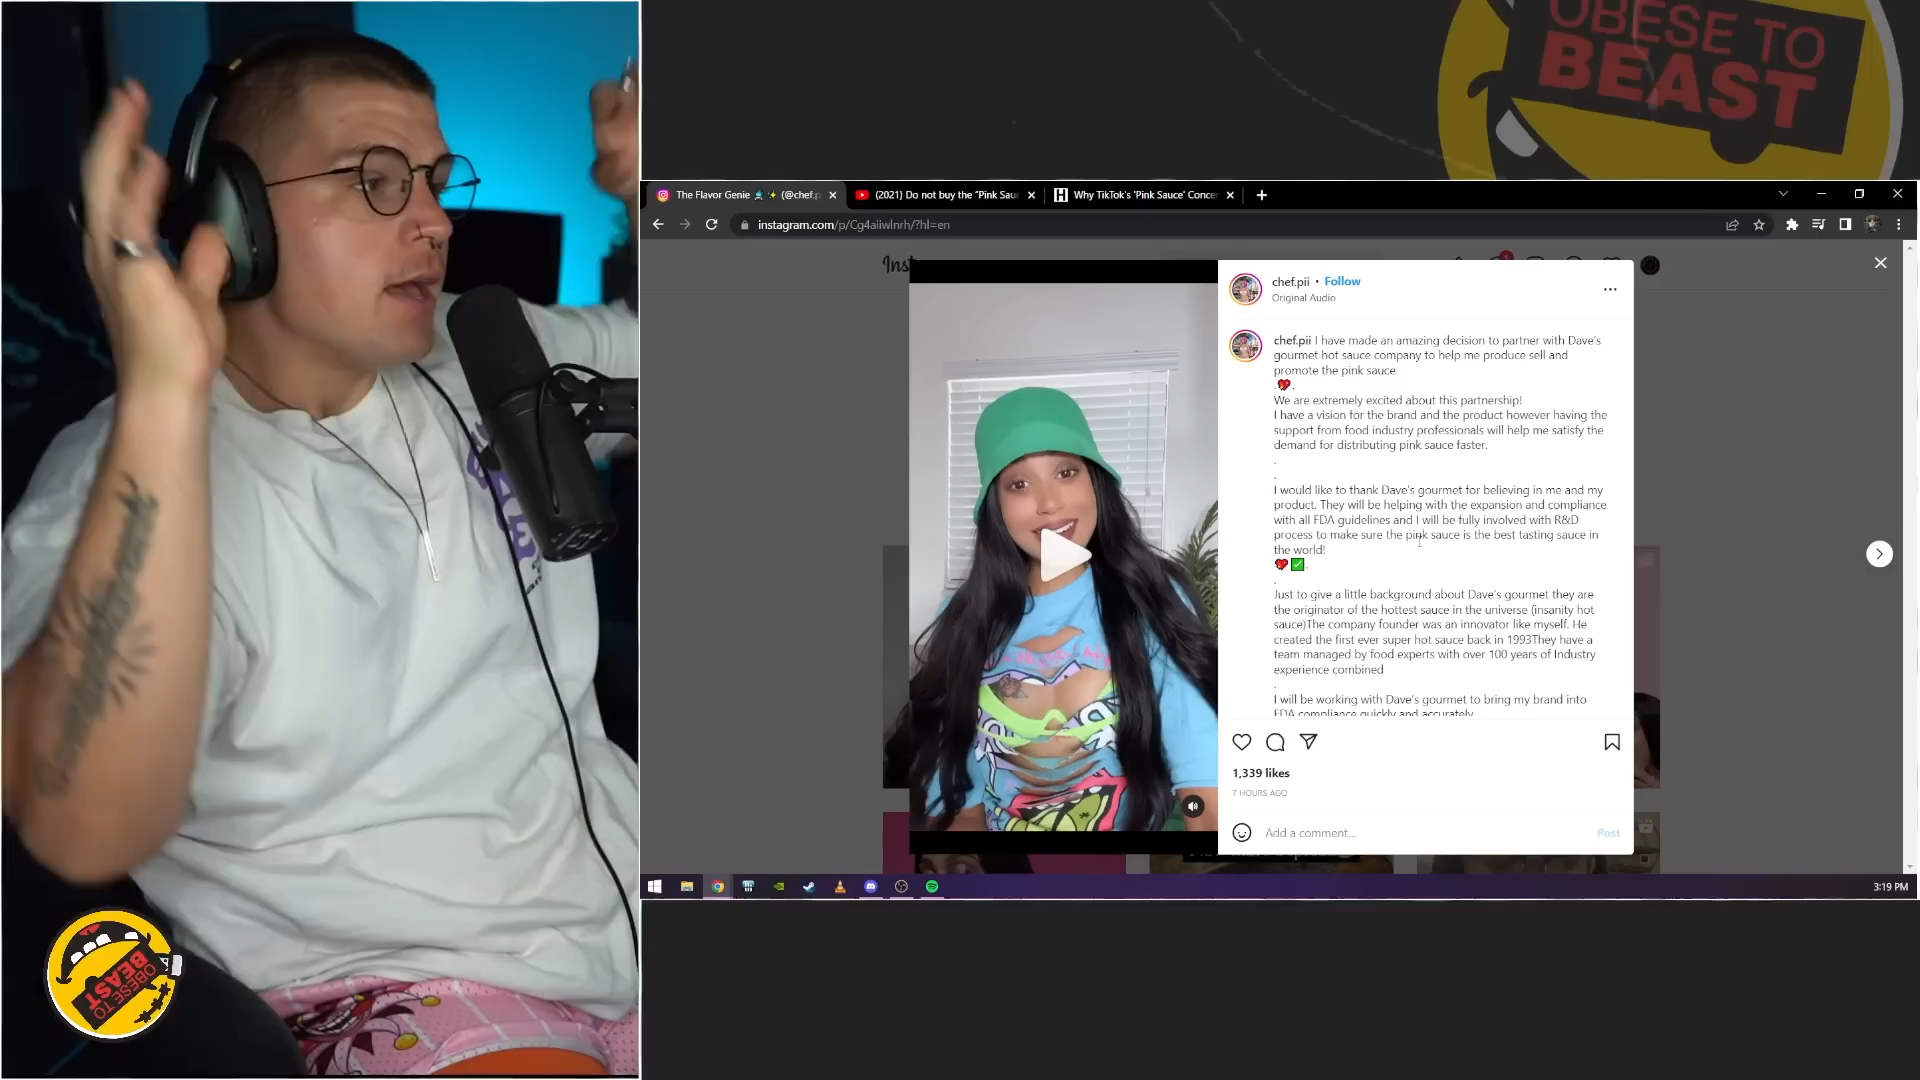 OBESE TO
BEAST
The Flavor Genie (@chef.p
(2021) Do not buy the "Pink Sau
Why TikTok's 'Pink Sauce' Conce
instagram.com/p/Cg4aiiwlnrh/?hl=en
Ins
chef.pii • Follow
Original Audio
...
chef.pii I have made an amazing decision to partner with Dave's
gourmet hot sauce company to help me produce sell and
promote the pink sauce
.💖.
We are extremely excited about this partnership!
I have a vision for the brand and the product however having the
support from food industry professionals will help me satisfy the
demand for distributing pink sauce faster.
.
.
I would like to thank Dave's gourmet for believing in me and my
product. They will be helping with the expansion and compliance
with all FDA guidelines and I will be fully involved with R&D
process to make sure the pink sauce is the best tasting sauce in
the world!
💖✅.
.
Just to give a little background about Dave's gourmet they are
the originator of the hottest sauce in the universe (insanity hot
sauce)The company founder was an innovator like myself. He
created the first ever super hot sauce back in 1993They have a
team managed by food experts with over 100 years of Industry
experience combined
.
I will be working with Dave's gourmet to bring my brand into
FDA compliance quickly and accurately
1,339 likes
7 HOURS AGO
Add a comment...
Post
3:19 PM
OBESE TO
BEAST